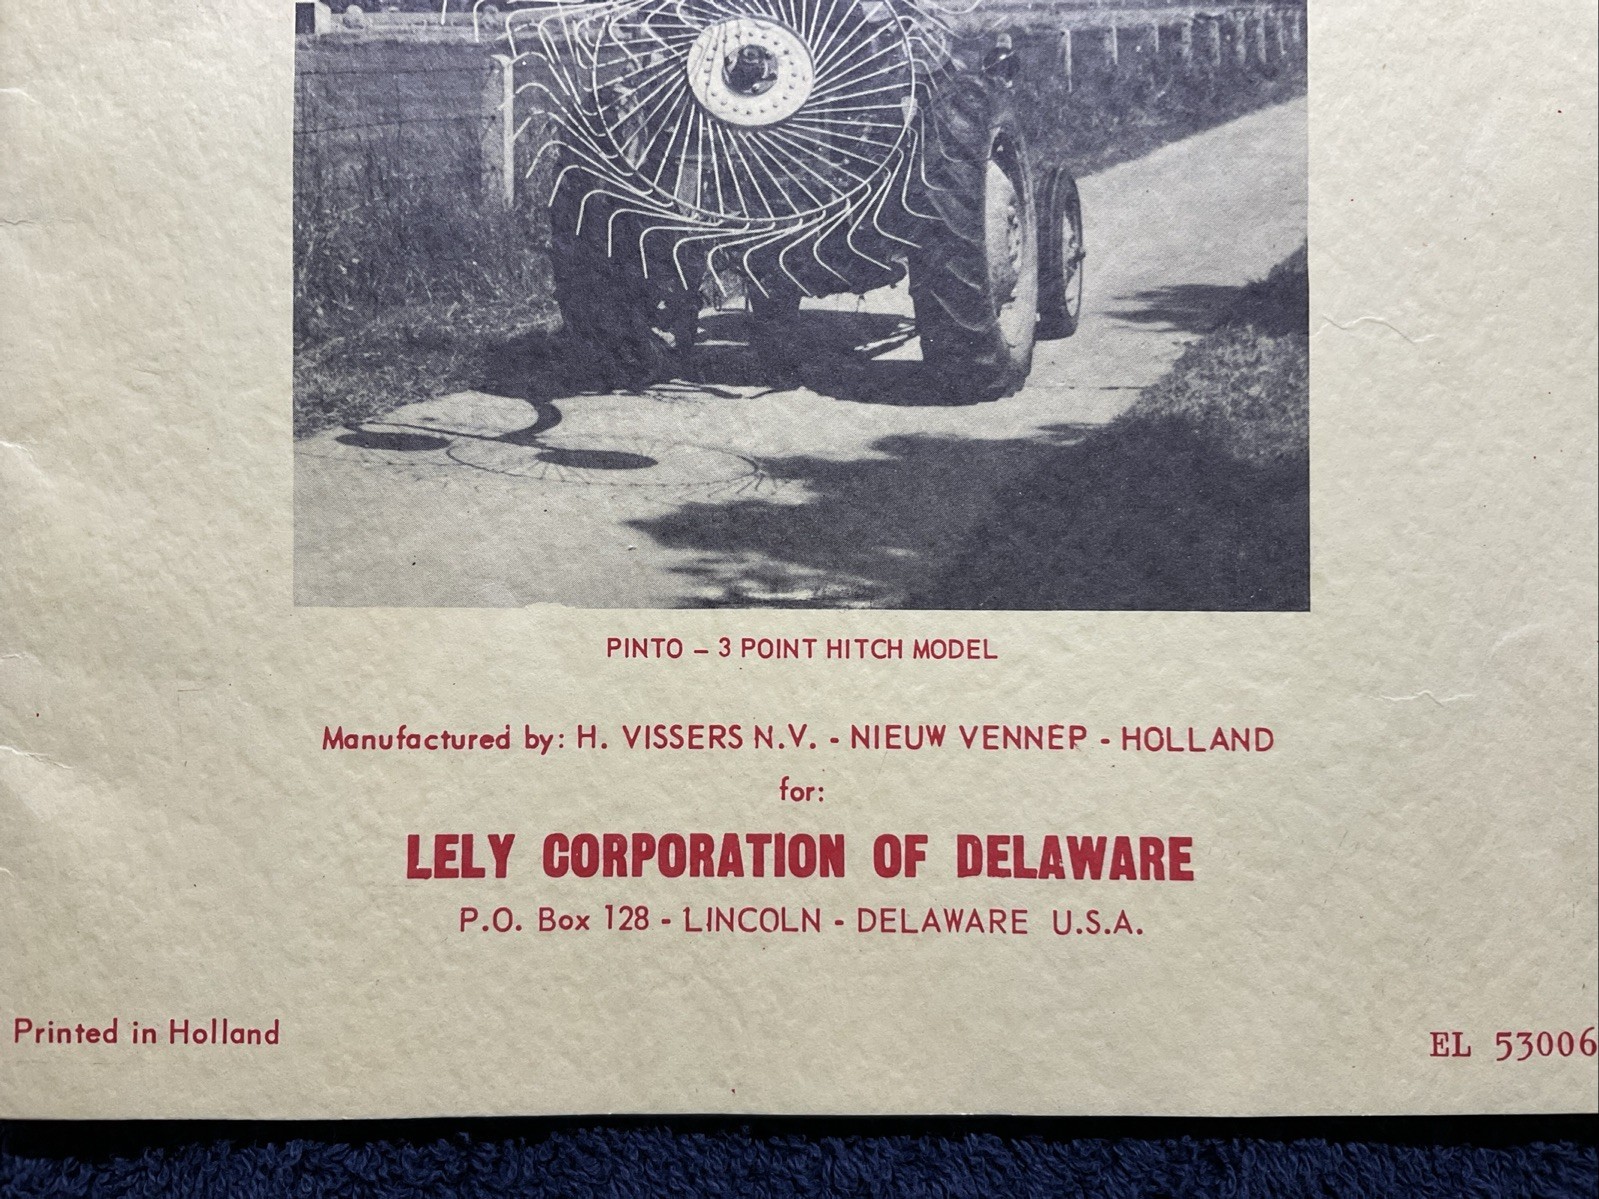 PINTO – 3 POINT HITCH MODEL
Manufactured by: H. VISSERS N.V. - NIEUW VENNEP - HOLLAND
for:
LELY CORPORATION OF DELAWARE
P.O. Box 128 - LINCOLN - DELAWARE U.S.A.
Printed in Holland
EL 53006